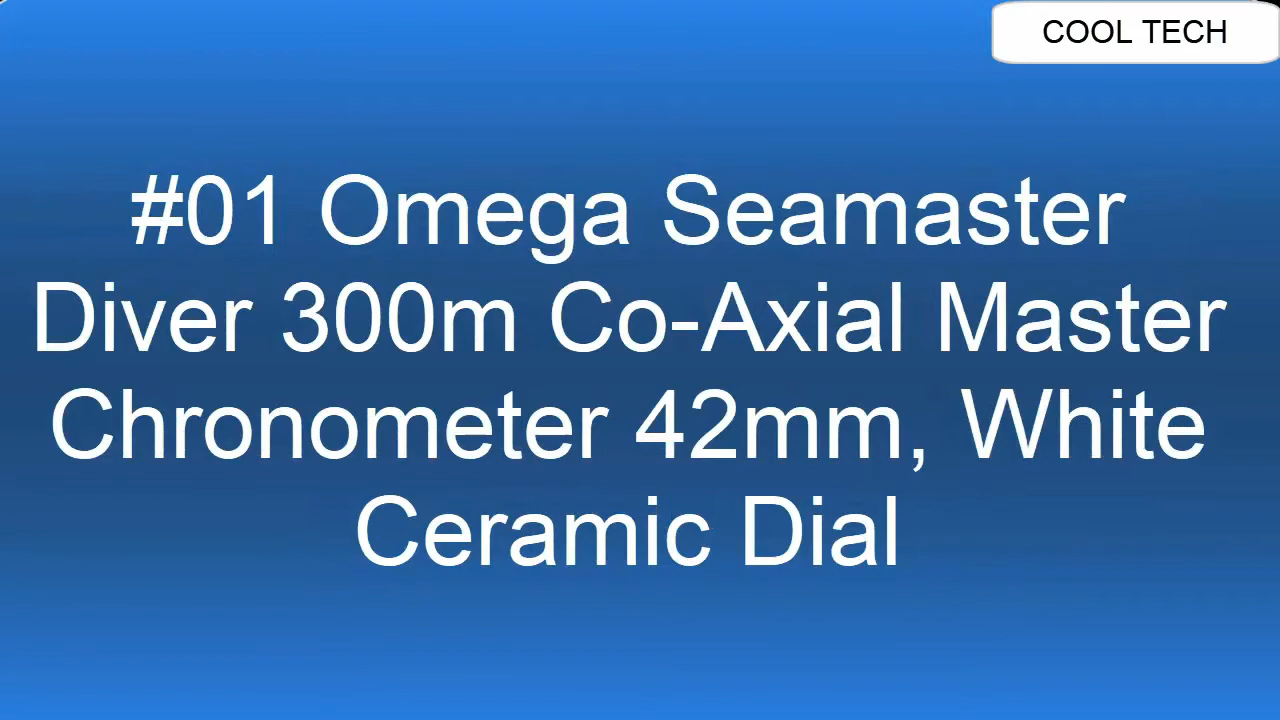 COOL TECH
#01 Omega Seamaster
Diver 300m Co-Axial Master
Chronometer 42mm, White
Ceramic Dial